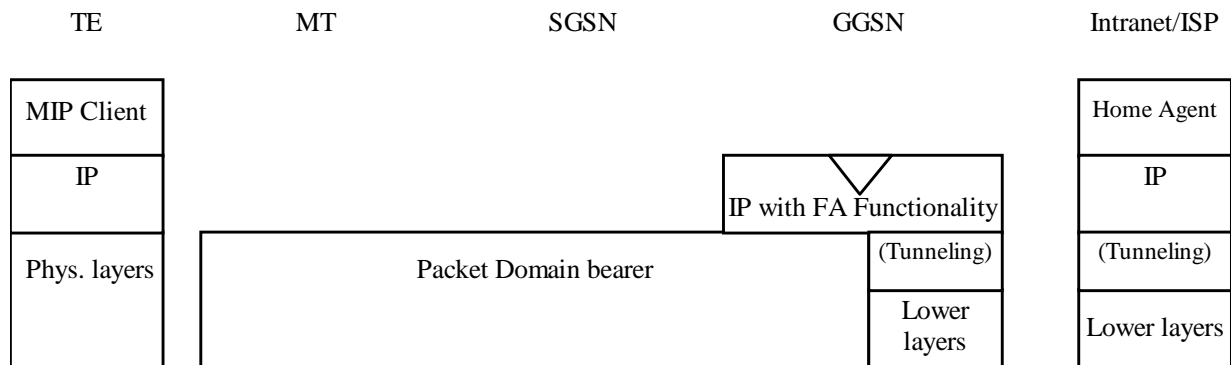 TE MT SGSN GGSN Intranet/ISP
MIP Client Home Agent
IP IP
IP with FA Functionality
Phys. layers Packet Domain bearer (Tunneling) (Tunneling)
Lower
layers Lower layers